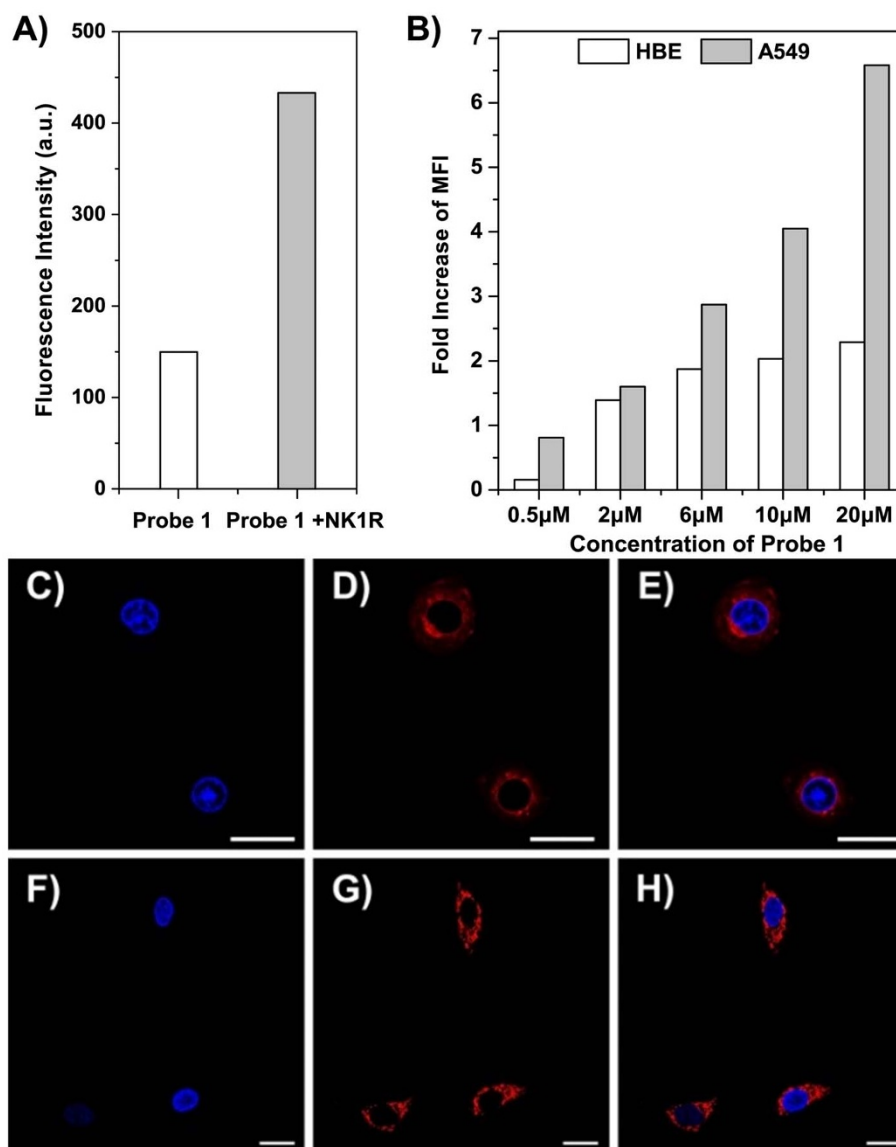 A)
Fluorescence Intensity (a.u.)
500
400
300
200
100
0
Probe 1
Probe 1 +NK1R
B)
Fold Increase of MFI
7
6
5
4
3
2
1
0
HBE
A549
0.5μM
2μM
6μM
10μM
20μM
Concentration of Probe 1
C)
D)
E)
F)
G)
H)